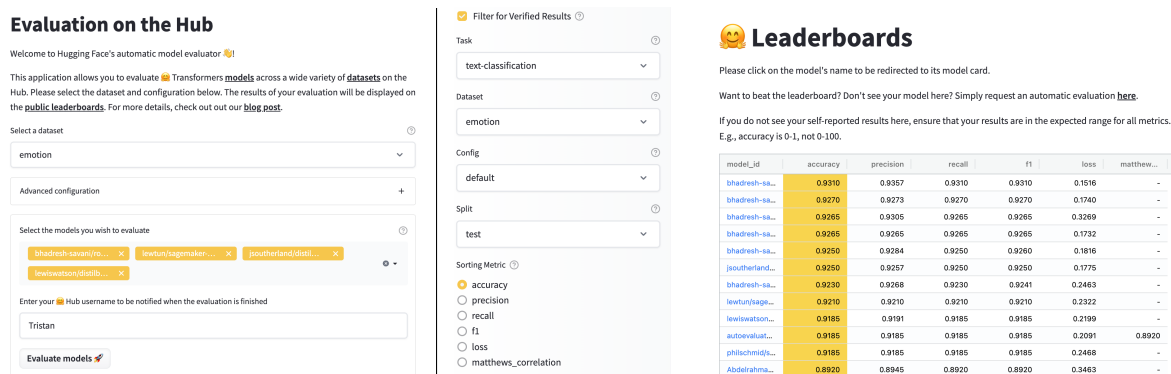 Evaluation on the Hub
Welcome to Hugging Face's automatic model evaluator 👋!
This application allows you to evaluate 🤗 Transformers models across a wide variety of datasets on the
Hub. Please select the dataset and configuration below. The results of your evaluation will be displayed on
the public leaderboards. For more details, check out out our blog post.
Select a dataset
emotion
Advanced configuration
+
Select the models you wish to evaluate
bhadresh-savani/ro... ×
lewtun/sagemaker-... ×
jsoutherland/distil... ×
lewiswatson/distilb... ×
Enter your 🤗 Hub username to be notified when the evaluation is finished
Tristan
Evaluate models 🚀
Filter for Verified Results
Task
text-classification
Dataset
emotion
Config
default
Split
test
Sorting Metric
accuracy
precision
recall
f1
loss
matthews_correlation
🤗 Leaderboards
Please click on the model's name to be redirected to its model card.
Want to beat the leaderboard? Don't see your model here? Simply request an automatic evaluation here.
If you do not see your self-reported results here, ensure that your results are in the expected range for all metrics.
E.g., accuracy is 0-1, not 0-100.
model_id accuracy precision recall f1 loss matthew...
bhadresh-sa... 0.9310 0.9357 0.9310 0.9310 0.1516 -
bhadresh-sa... 0.9270 0.9273 0.9270 0.9270 0.1740 -
bhadresh-sa... 0.9265 0.9305 0.9265 0.9265 0.3269 -
bhadresh-sa... 0.9265 0.9265 0.9265 0.9265 0.1732 -
bhadresh-sa... 0.9250 0.9284 0.9250 0.9260 0.1816 -
jsoutherland... 0.9250 0.9257 0.9250 0.9250 0.1775 -
bhadresh-sa... 0.9230 0.9268 0.9230 0.9241 0.2463 -
lewtun/sage... 0.9210 0.9210 0.9210 0.9210 0.2322 -
lewiswatson... 0.9185 0.9191 0.9185 0.9185 0.2199 -
autoevaluat... 0.9185 0.9185 0.9185 0.9185 0.2091 0.8920
philschmid/s... 0.9185 0.9185 0.9185 0.9185 0.2468 -
Abdelrahma... 0.8920 0.8945 0.8920 0.8920 0.3463 -